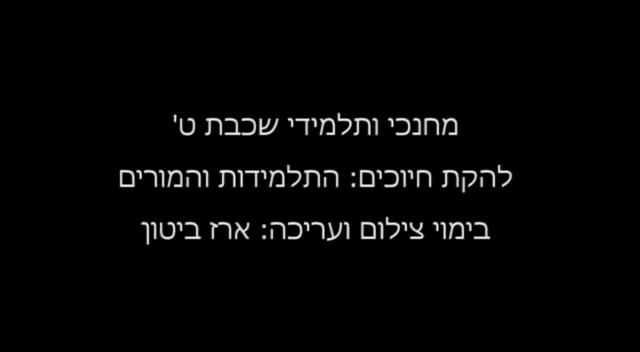 מחנכי ותלמידי שכבת ט'
להקת חיוכים: התלמידות והמורים
בימוי צילום ועריכה: ארז ביטון